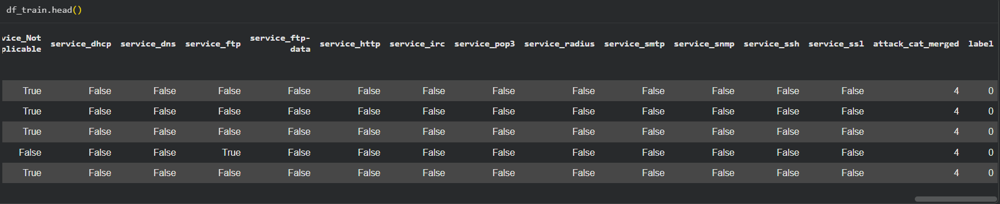 df_train.head()
vice_Not plicable service_dhcp service_dns service_ftp service_ftp-data service_http service_irc service_pop3 service_radius service_smtp service_snmp service_ssh service_ssl attack_cat_merged label
True False False False False False False False False False False False False 4 0
True False False False False False False False False False False False False 4 0
True False False False False False False False False False False False False 4 0
False False False True False False False False False False False False False 4 0
True False False False False False False False False False False False False 4 0